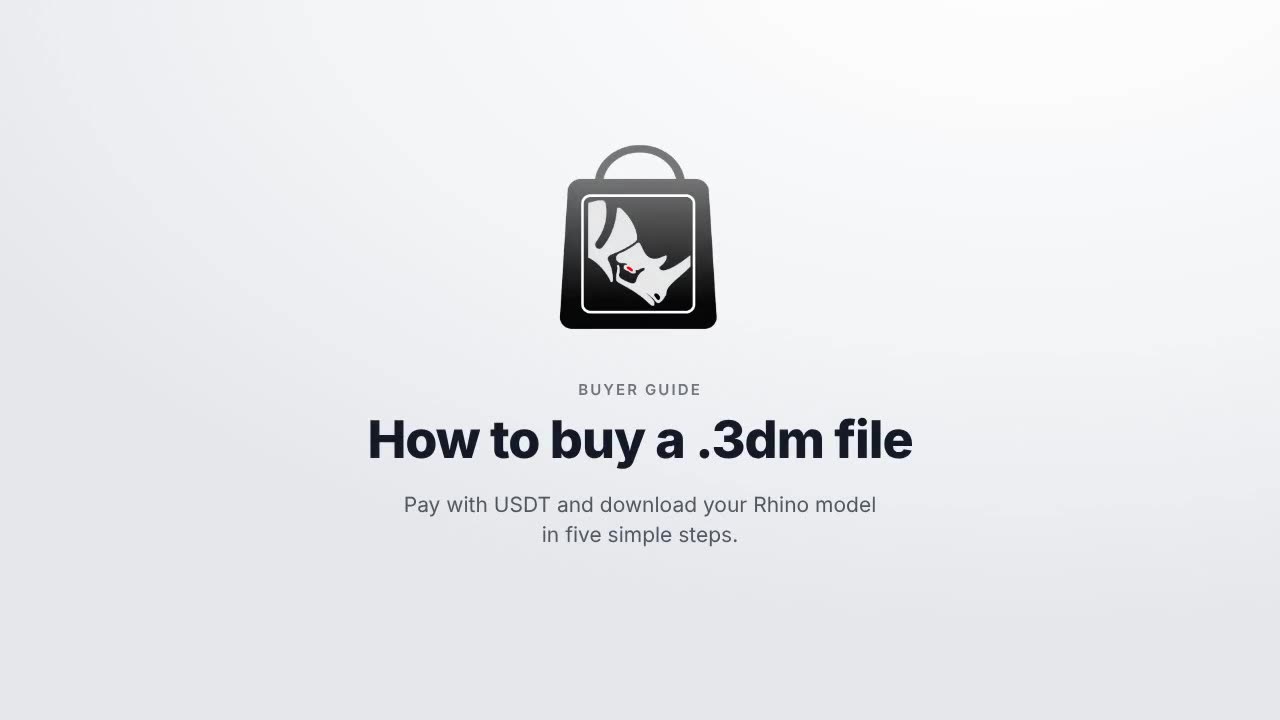 BUYER GUIDE
How to buy a .3dm file
Pay with USDT and download your Rhino model
in five simple steps.